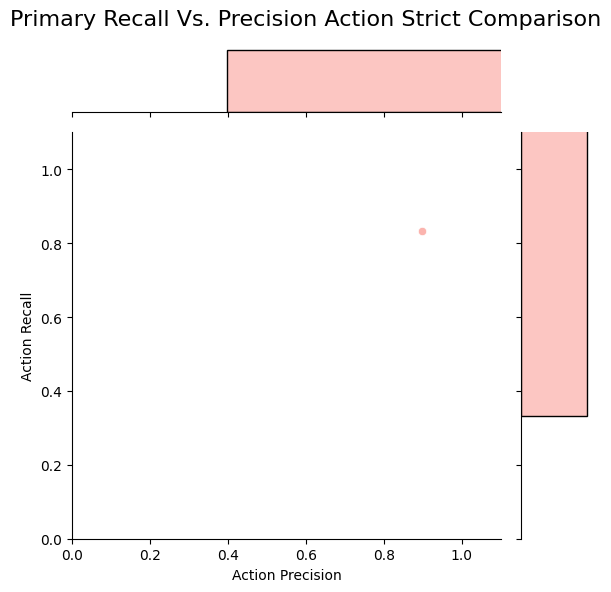 Primary Recall Vs. Precision Action Strict Comparison
1.0
0.8
Action Recall
0.6
0.4
0.2
0.0
0.0 0.2 0.4 0.6 0.8 1.0
Action Precision